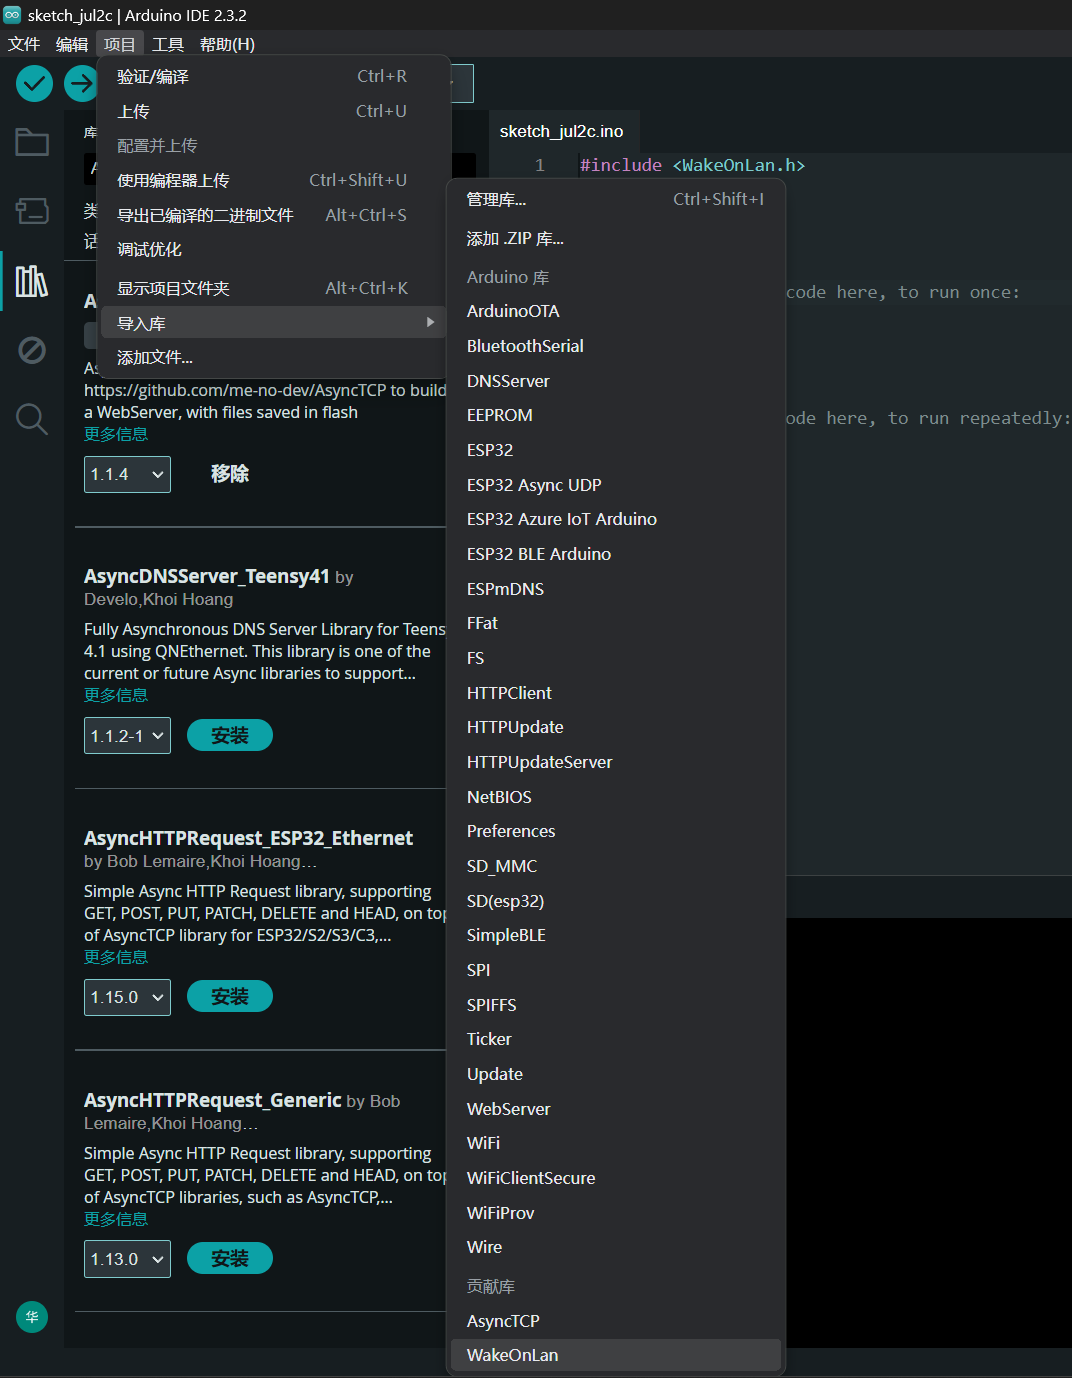 sketch_jul2c | Arduino IDE 2.3.2
文件 编辑 项目 工具 帮助(H)
验证/编译 Ctrl+R
上传 Ctrl+U
配置并上传
使用编程器上传 Ctrl+Shift+U
导出已编译的二进制文件 Alt+Ctrl+S
调试优化
显示项目文件夹 Alt+Ctrl+K
导入库
添加文件...
库
A
类
话
A
As
https://github.com/me-no-dev/AsyncTCP to build
a WebServer, with files saved in flash
更多信息
1.1.4 移除
AsyncDNSServer_Teensy41 by
Develo,Khoi Hoang
Fully Asynchronous DNS Server Library for Teens
4.1 using QNEthernet. This library is one of the
current or future Async libraries to support...
更多信息
1.1.2-1 安装
AsyncHTTPRequest_ESP32_Ethernet
by Bob Lemaire,Khoi Hoang...
Simple Async HTTP Request library, supporting
GET, POST, PUT, PATCH, DELETE and HEAD, on top
of AsyncTCP library for ESP32/S2/S3/C3,...
更多信息
1.15.0 安装
AsyncHTTPRequest_Generic by Bob
Lemaire,Khoi Hoang...
Simple Async HTTP Request library, supporting
GET, POST, PUT, PATCH, DELETE and HEAD, on top
of AsyncTCP libraries, such as AsyncTCP,...
更多信息
1.13.0 安装
华
管理库... Ctrl+Shift+I
添加 .ZIP 库...
Arduino 库
ArduinoOTA
BluetoothSerial
DNSServer
EEPROM
ESP32
ESP32 Async UDP
ESP32 Azure IoT Arduino
ESP32 BLE Arduino
ESPmDNS
FFat
FS
HTTPClient
HTTPUpdate
HTTPUpdateServer
NetBIOS
Preferences
SD_MMC
SD(esp32)
SimpleBLE
SPI
SPIFFS
Ticker
Update
WebServer
WiFi
WiFiClientSecure
WiFiProv
Wire
贡献库
AsyncTCP
WakeOnLan
sketch_jul2c.ino
1 #include <WakeOnLan.h>
code here, to run once:
ode here, to run repeatedly: